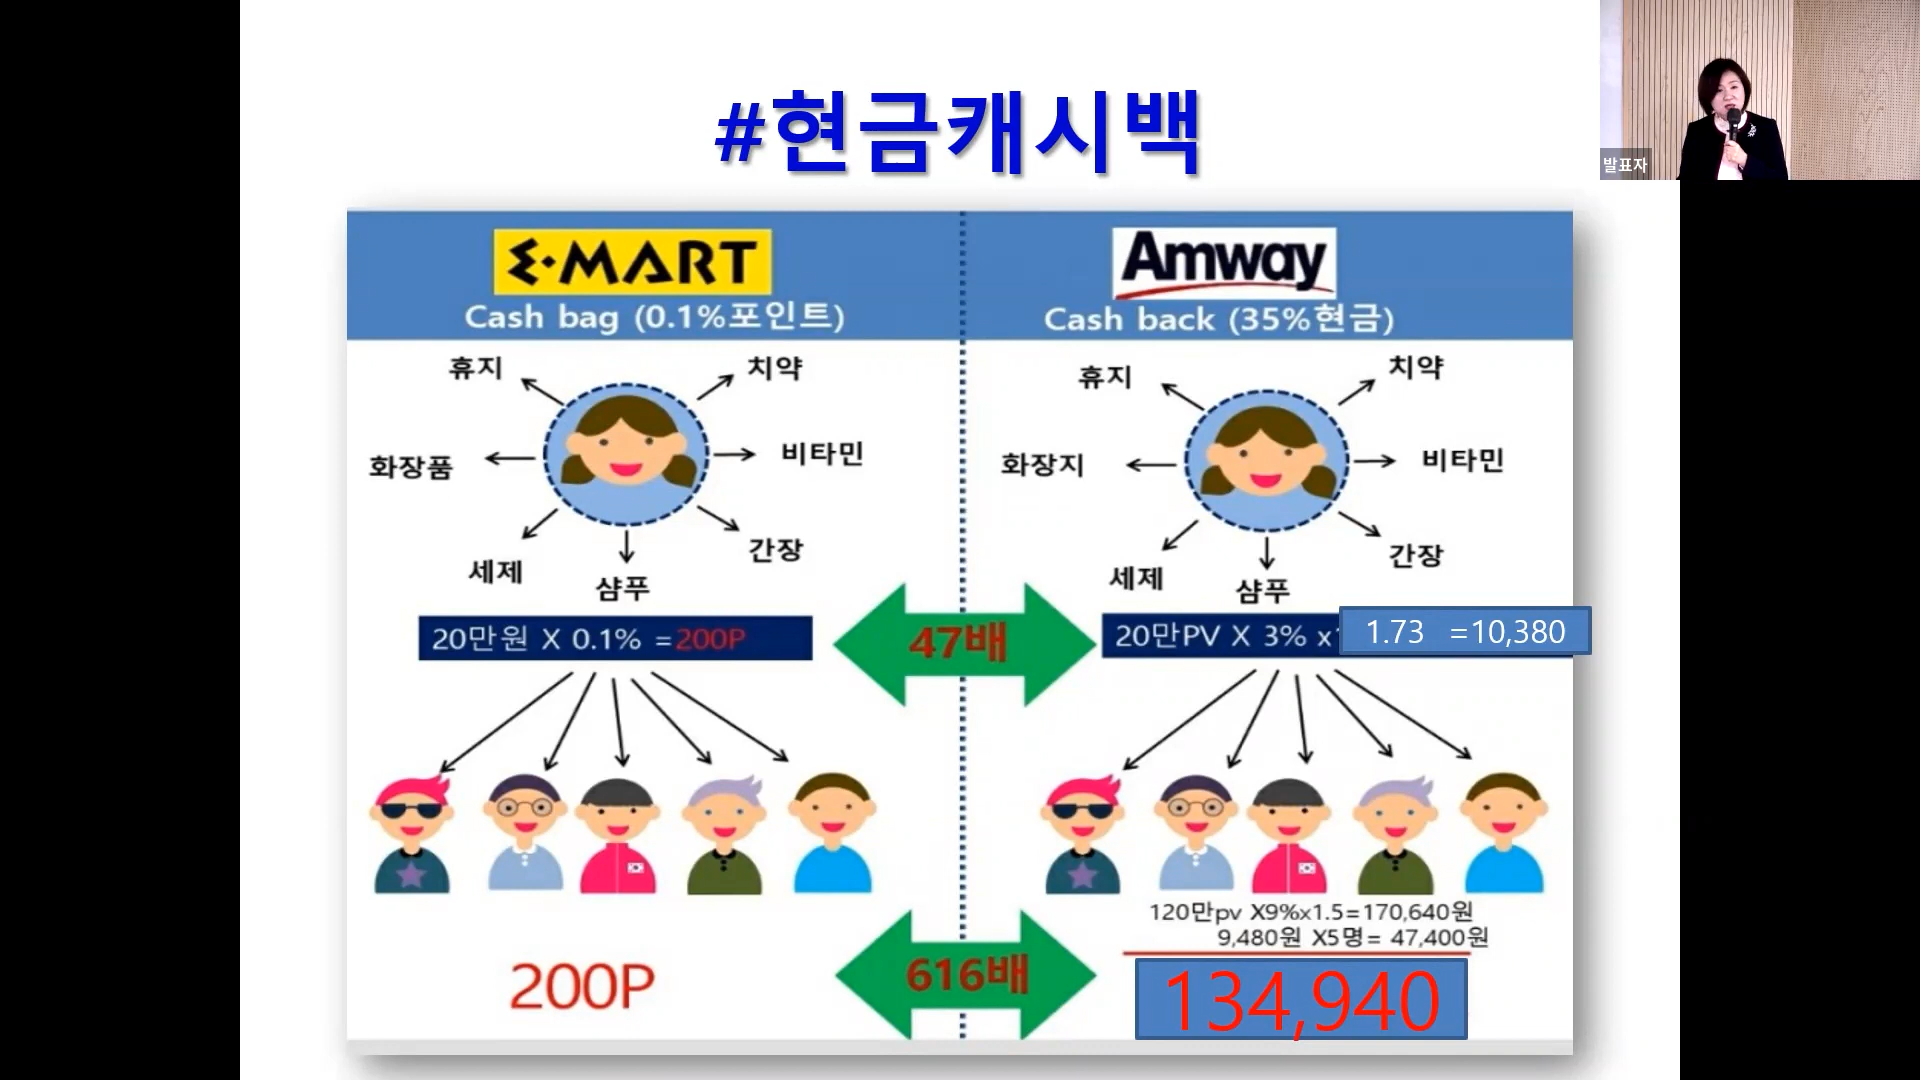 #현금캐시백
발표자
E·MART
Cash bag (0.1%포인트)
휴지
치약
화장품
비타민
세제
샴푸
간장
20만원 X 0.1% =200P
200P
47배
616배
Amway
Cash back (35%현금)
휴지
치약
화장지
비타민
세제
샴푸
간장
20만PV X 3% x
1.73 =10,380
120만pv X9%x1.5=170,640원
9,480원 X5명= 47,400원
134,940